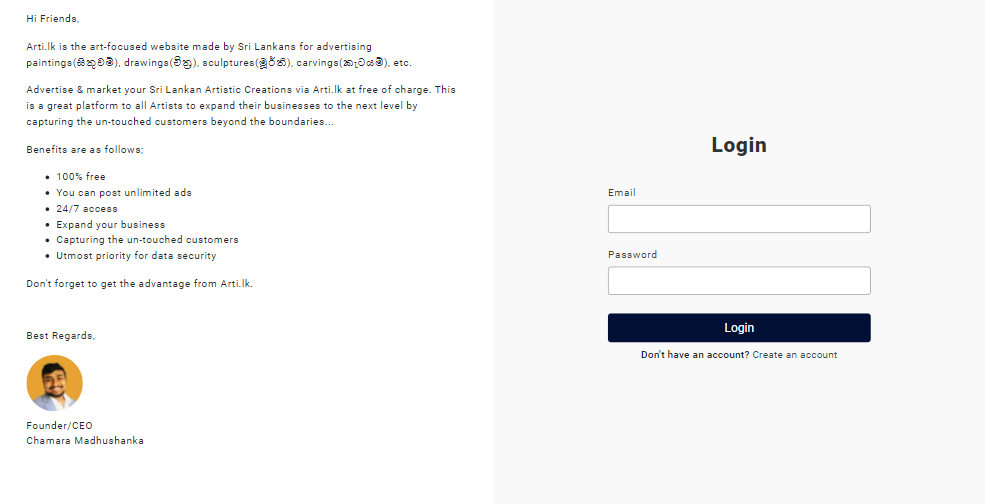 Hi Friends,
Arti.lk is the art-focused website made by Sri Lankans for advertising
paintings(සිතුවම්), drawings(චිත්‍ර), sculptures(මූර්ති), carvings(කැටයම්), etc.
Advertise & market your Sri Lankan Artistic Creations via Arti.lk at free of charge. This
is a great platform to all Artists to expand their businesses to the next level by
capturing the un-touched customers beyond the boundaries...
Benefits are as follows;
• 100% free
• You can post unlimited ads
• 24/7 access
• Expand your business
• Capturing the un-touched customers
• Utmost priority for data security
Don't forget to get the advantage from Arti.lk.
Best Regards,
Founder/CEO
Chamara Madhushanka
Login
Email
Password
Login
Don't have an account? Create an account